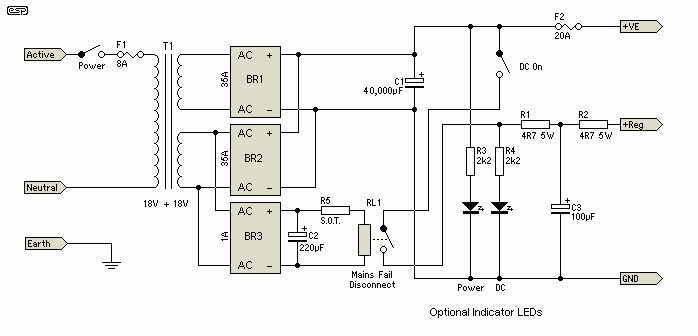 esp
Active
Power
F1
8A
T1
Neutral
18V + 18V
Earth
35A
AC +
BR1
AC −
35A
AC +
BR2
AC −
1A
AC +
BR3
AC −
C1
40,000µF
R5
S.O.T.
C2
220µF
RL1
Mains Fail
Disconnect
F2
20A
+VE
DC On
R1
4R7 5W
R2
4R7 5W
+Reg
R3
2k2
R4
2k2
C3
100µF
GND
Power
DC
Optional Indicator LEDs